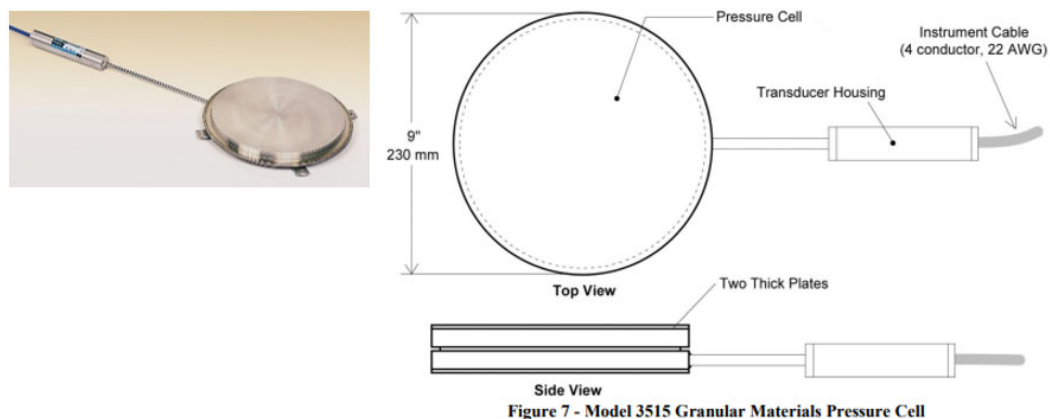 Pressure Cell
Instrument Cable
(4 conductor, 22 AWG)
Transducer Housing
9"
230 mm
Top View
Two Thick Plates
Side View
Figure 7 - Model 3515 Granular Materials Pressure Cell